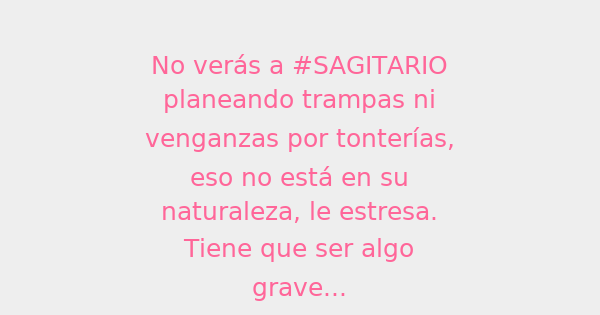 No verás a #SAGITARIO
planeando trampas ni
venganzas por tonterías,
eso no está en su
naturaleza, le estresa.
Tiene que ser algo
grave...